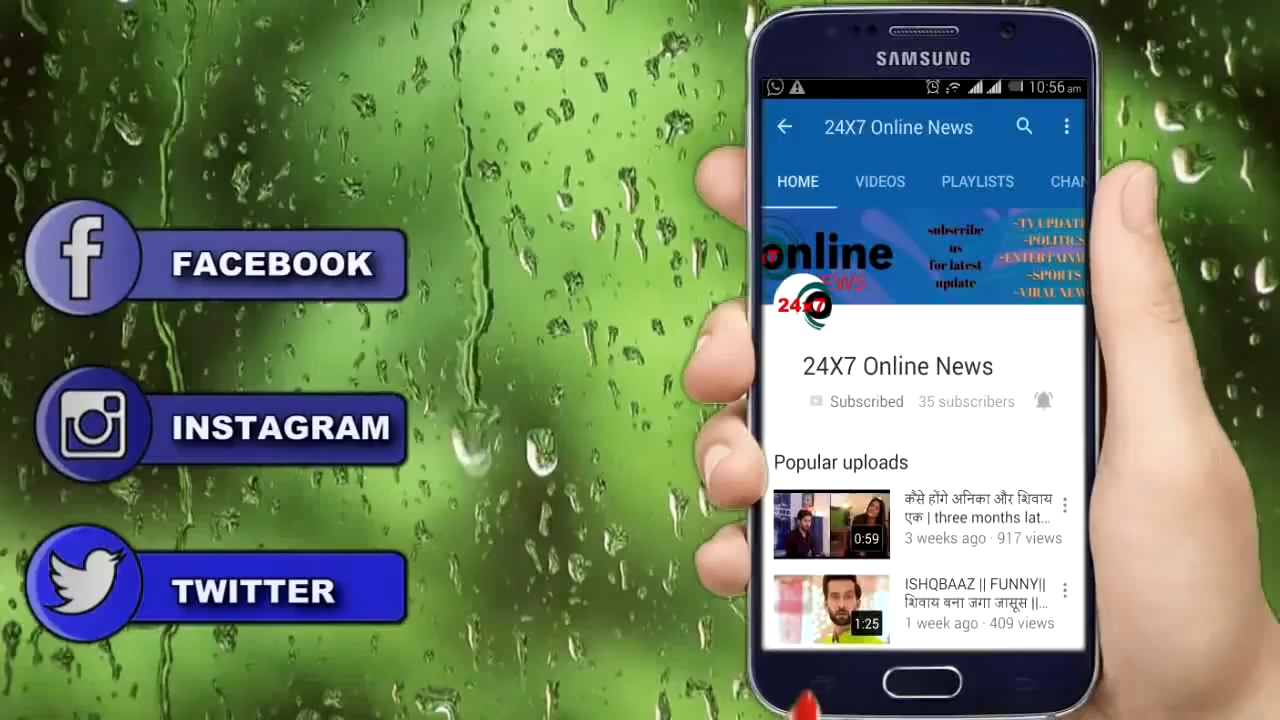 FACEBOOK
INSTAGRAM
TWITTER
SAMSUNG
10:56 am
24X7 Online News
HOME VIDEOS PLAYLISTS CHAN
online
EWS
24x7
subscribe
us
for latest
update
-TV UPDATE
-POLITICS
-ENTERTAINM
-SPORTS
-VIRAL NEW
24X7 Online News
Subscribed 35 subscribers
Popular uploads
0:59
कैसे होंगे अनिका और शिवाय
एक | three months lat...
3 weeks ago · 917 views
1:25
ISHQBAAZ || FUNNY||
शिवाय बना जगा जासूस ||...
1 week ago · 409 views